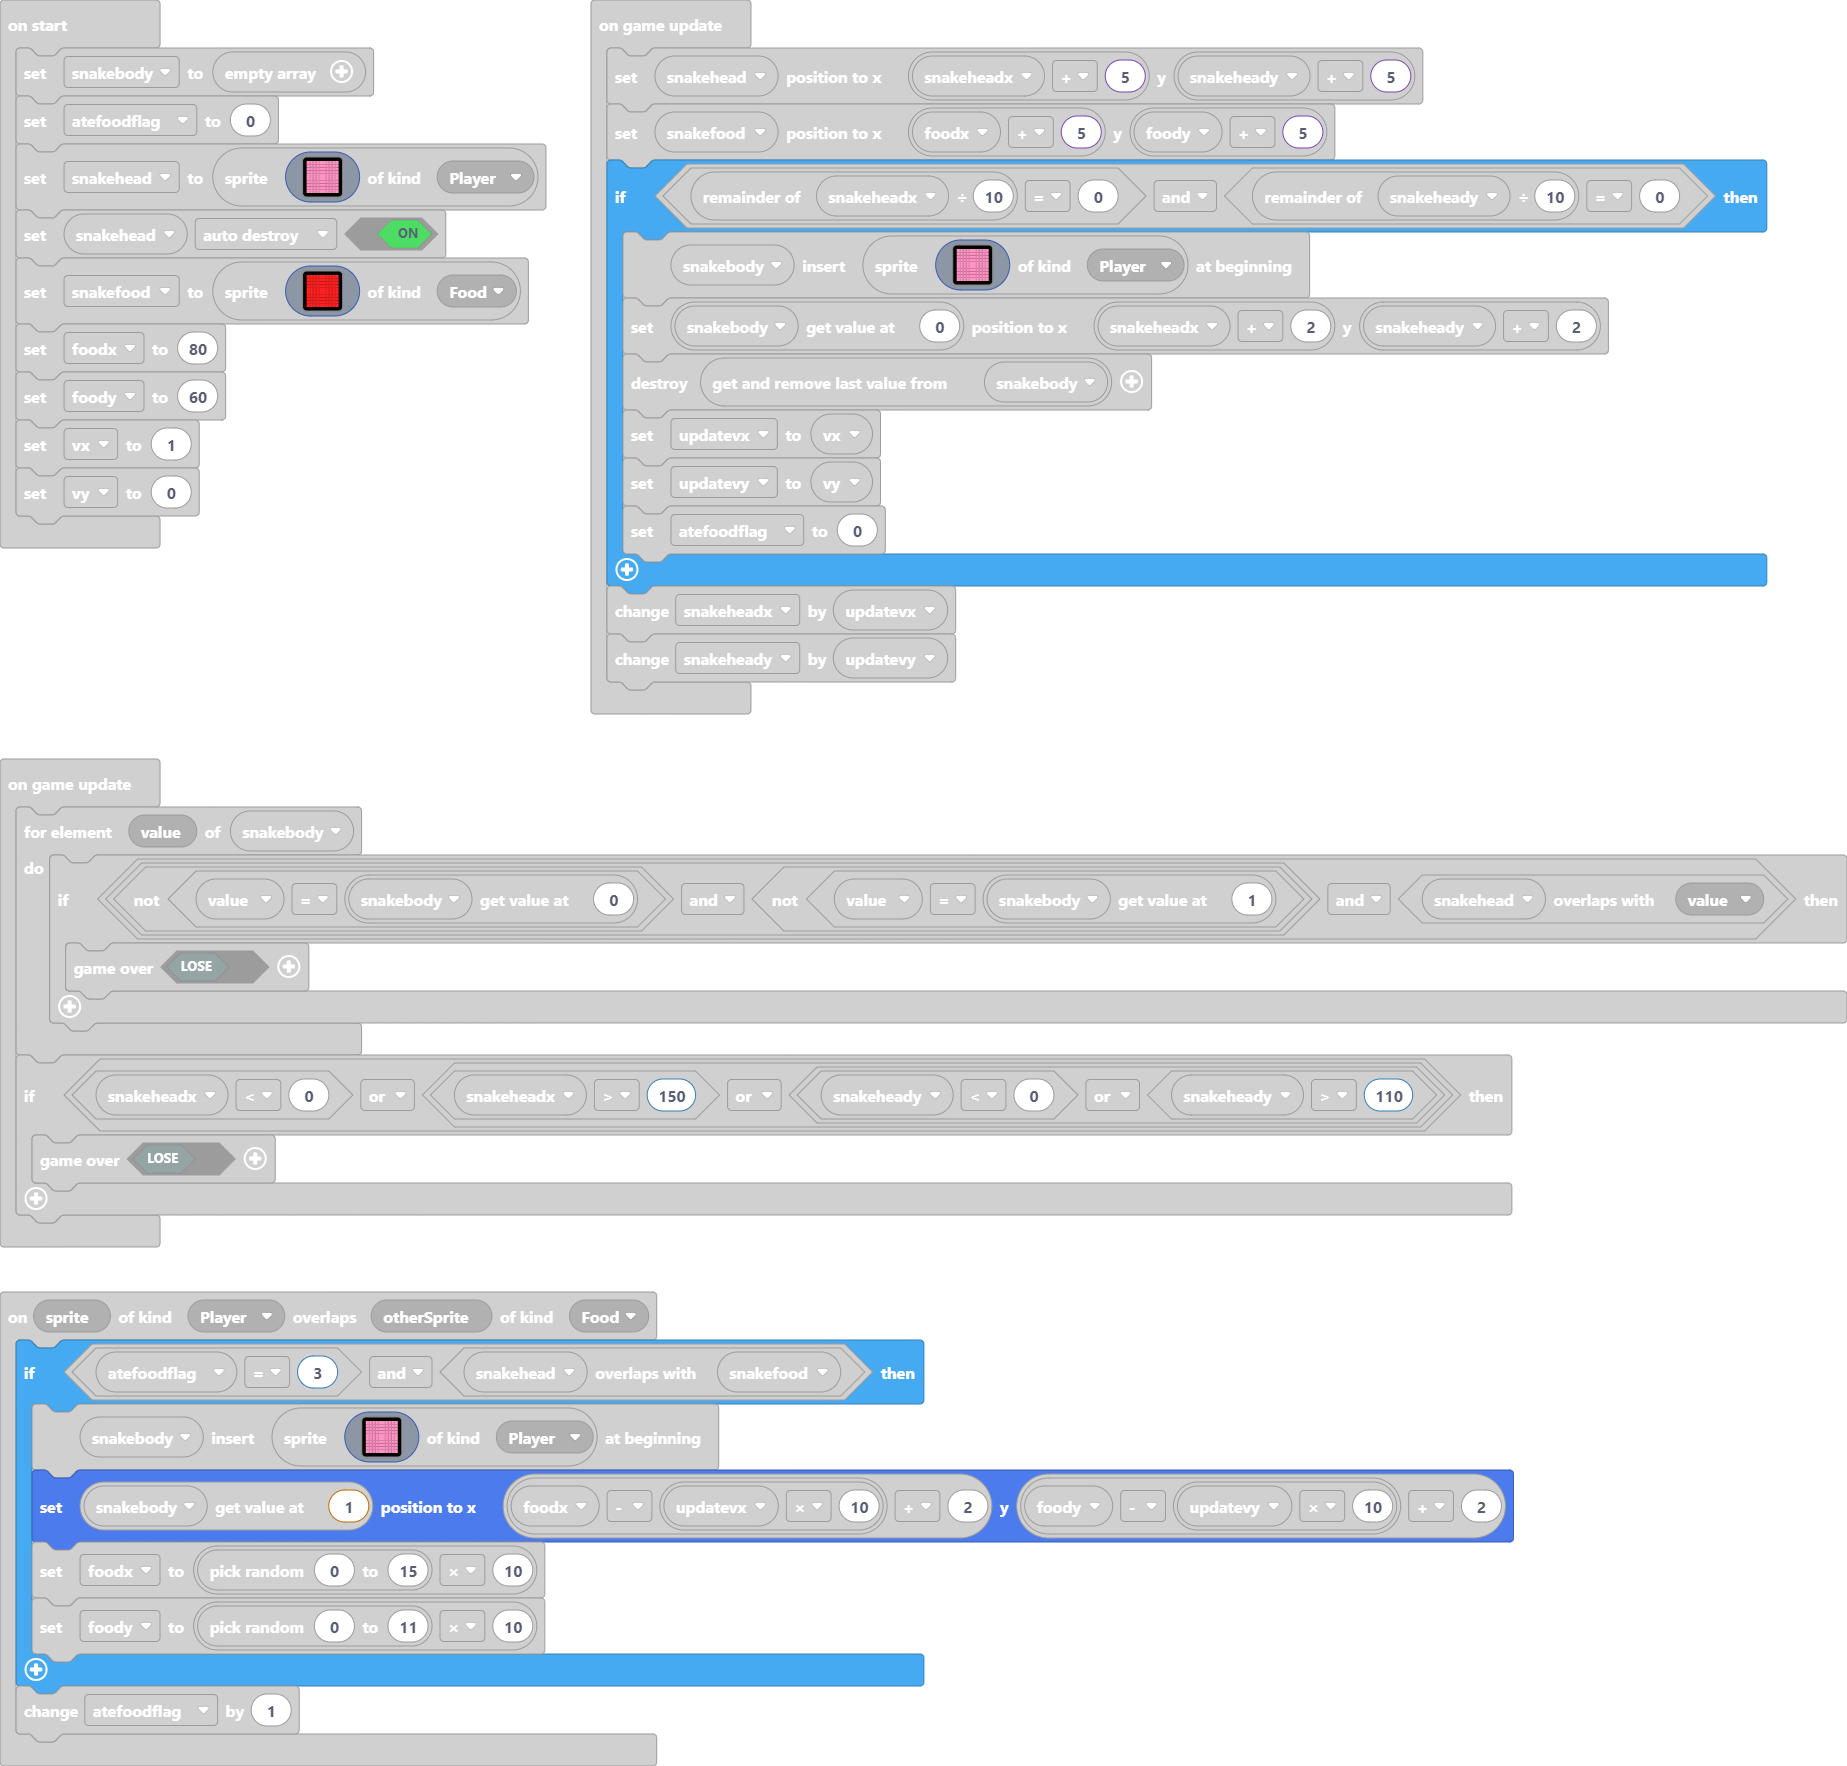 on start
set snakebody to empty array
set atefoodflag to 0
set snakehead to sprite of kind Player
set snakehead auto destroy ON
set snakefood to sprite of kind Food
set foodx to 80
set foody to 60
set vx to 1
set vy to 0
on game update
set snakehead position to x snakeheadx + 5 y snakeheady + 5
set snakefood position to x foodx + 5 y foody + 5
if remainder of snakeheadx ÷ 10 = 0 and remainder of snakeheady ÷ 10 = 0 then
snakebody insert sprite of kind Player at beginning
set snakebody get value at 0 position to x snakeheadx + 2 y snakeheady + 2
destroy get and remove last value from snakebody
set updatevx to vx
set updatevy to vy
set atefoodflag to 0
change snakeheadx by updatevx
change snakeheady by updatevy
on game update
for element value of snakebody
do
if not value = snakebody get value at 0 and not value = snakebody get value at 1 and snakehead overlaps with value then
game over LOSE
if snakeheadx < 0 or snakeheadx > 150 or snakeheady < 0 or snakeheady > 110 then
game over LOSE
on sprite of kind Player overlaps otherSprite of kind Food
if atefoodflag = 3 and snakehead overlaps with snakefood then
snakebody insert sprite of kind Player at beginning
set snakebody get value at 1 position to x foodx - updatevx × 10 + 2 y foody - updatevy × 10 + 2
set foodx to pick random 0 to 15 × 10
set foody to pick random 0 to 11 × 10
change atefoodflag by 1